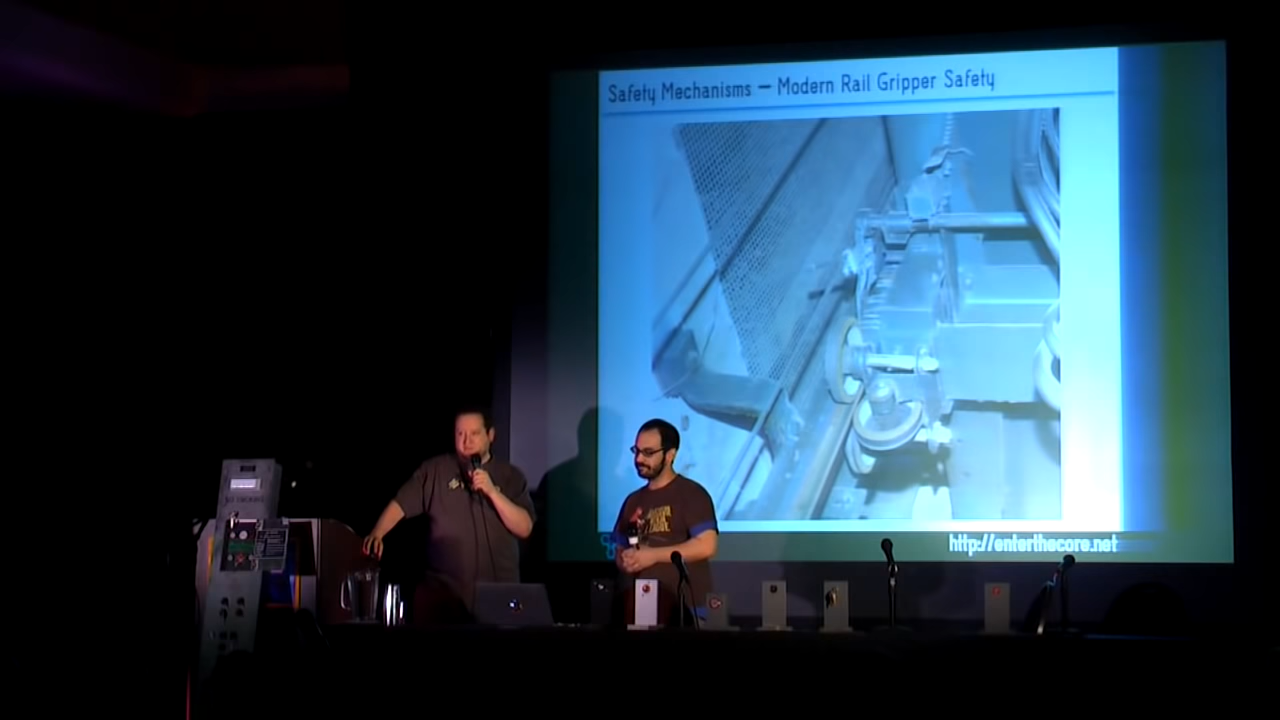 Safety Mechanisms — Modern Rail Gripper Safety
http://enterthecore.net